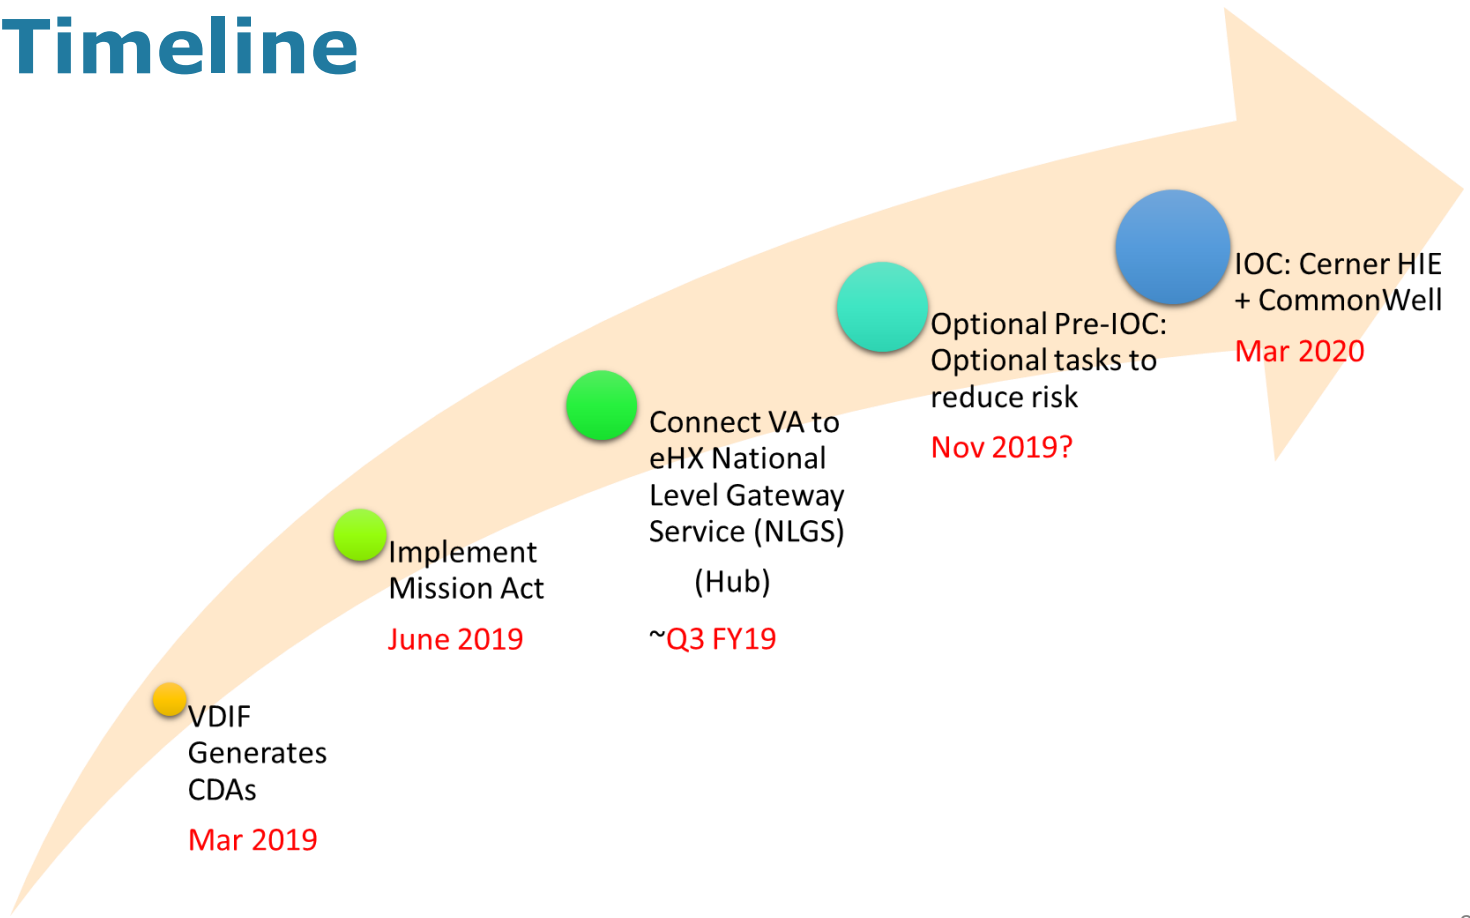 Timeline
VDIF
Generates
CDAs
Mar 2019
Implement
Mission Act
June 2019
Connect VA to
eHX National
Level Gateway
Service (NLGS)
(Hub)
~Q3 FY19
Optional Pre-IOC:
Optional tasks to
reduce risk
Nov 2019?
IOC: Cerner HIE
+ CommonWell
Mar 2020